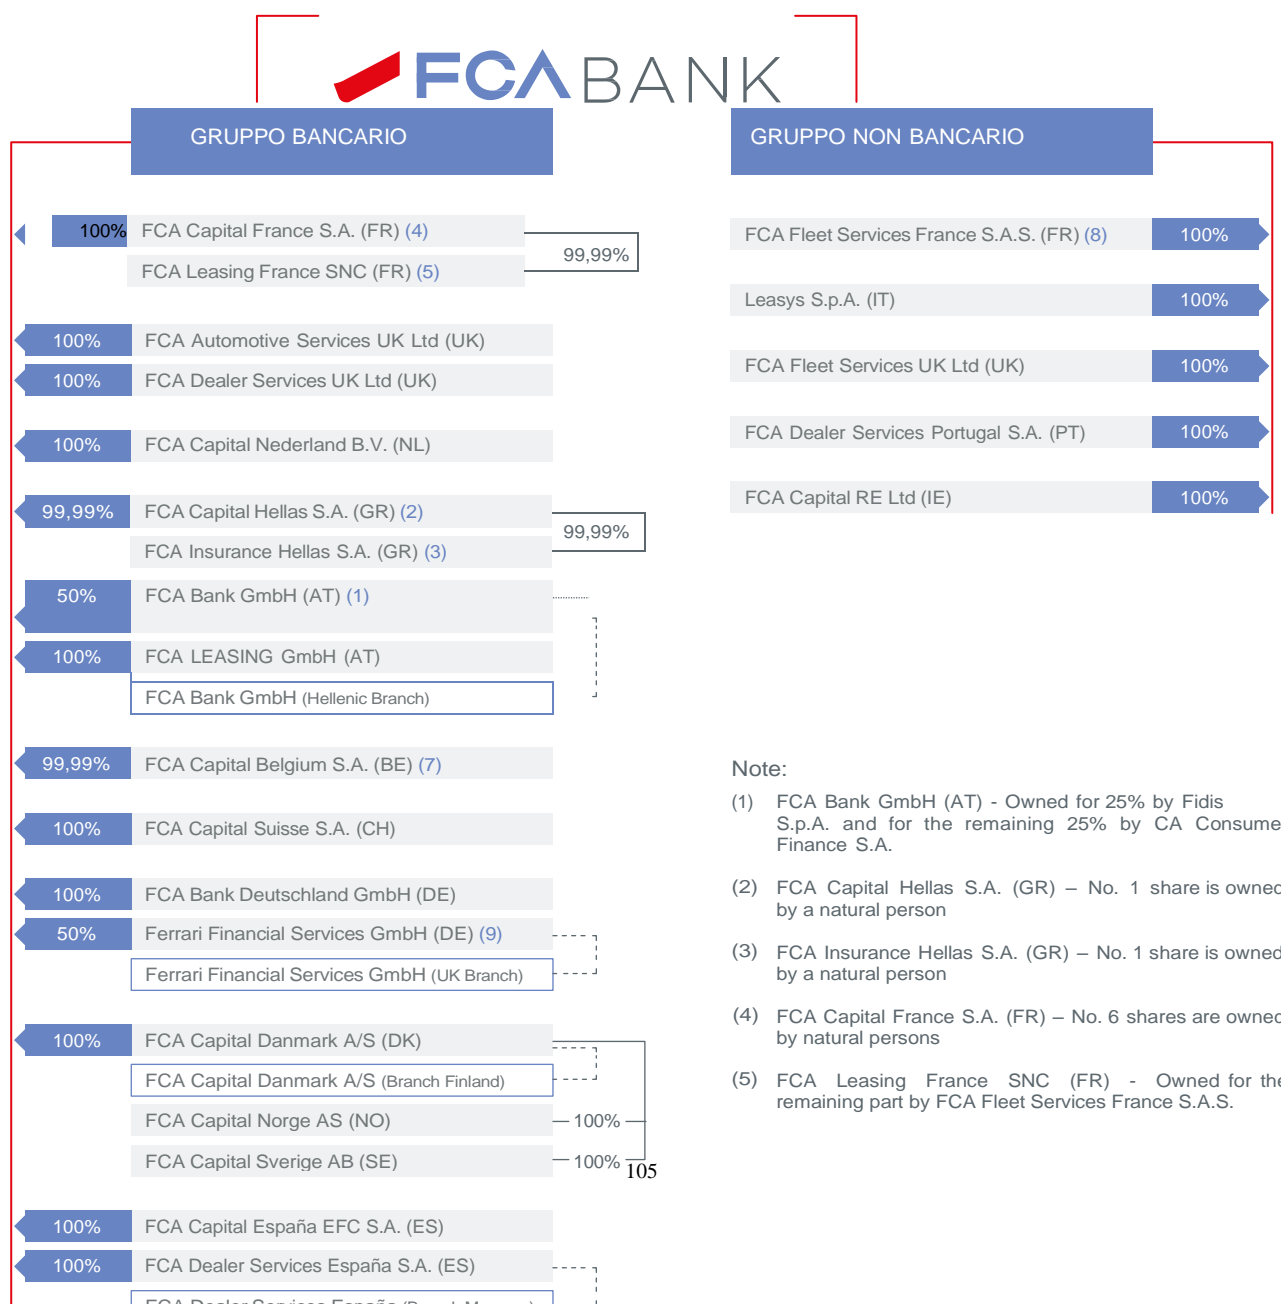 FCABANK
GRUPPO BANCARIO
100% FCA Capital France S.A. (FR) (4)
FCA Leasing France SNC (FR) (5)
99,99%
100% FCA Automotive Services UK Ltd (UK)
100% FCA Dealer Services UK Ltd (UK)
100% FCA Capital Nederland B.V. (NL)
99,99% FCA Capital Hellas S.A. (GR) (2)
FCA Insurance Hellas S.A. (GR) (3)
99,99%
50% FCA Bank GmbH (AT) (1)
100% FCA LEASING GmbH (AT)
FCA Bank GmbH (Hellenic Branch)
99,99% FCA Capital Belgium S.A. (BE) (7)
100% FCA Capital Suisse S.A. (CH)
100% FCA Bank Deutschland GmbH (DE)
50% Ferrari Financial Services GmbH (DE) (9)
Ferrari Financial Services GmbH (UK Branch)
100% FCA Capital Danmark A/S (DK)
FCA Capital Danmark A/S (Branch Finland)
FCA Capital Norge AS (NO) 100%
FCA Capital Sverige AB (SE) 100%
105
100% FCA Capital España EFC S.A. (ES)
100% FCA Dealer Services España S.A. (ES)
FCA Dealer Services España
GRUPPO NON BANCARIO
FCA Fleet Services France S.A.S. (FR) (8) 100%
Leasys S.p.A. (IT) 100%
FCA Fleet Services UK Ltd (UK) 100%
FCA Dealer Services Portugal S.A. (PT) 100%
FCA Capital RE Ltd (IE) 100%
Note:
(1) FCA Bank GmbH (AT) - Owned for 25% by Fidis
S.p.A. and for the remaining 25% by CA Consume
Finance S.A.
(2) FCA Capital Hellas S.A. (GR) – No. 1 share is owned
by a natural person
(3) FCA Insurance Hellas S.A. (GR) – No. 1 share is owned
by a natural person
(4) FCA Capital France S.A. (FR) – No. 6 shares are owned
by natural persons
(5) FCA Leasing France SNC (FR) - Owned for the
remaining part by FCA Fleet Services France S.A.S.